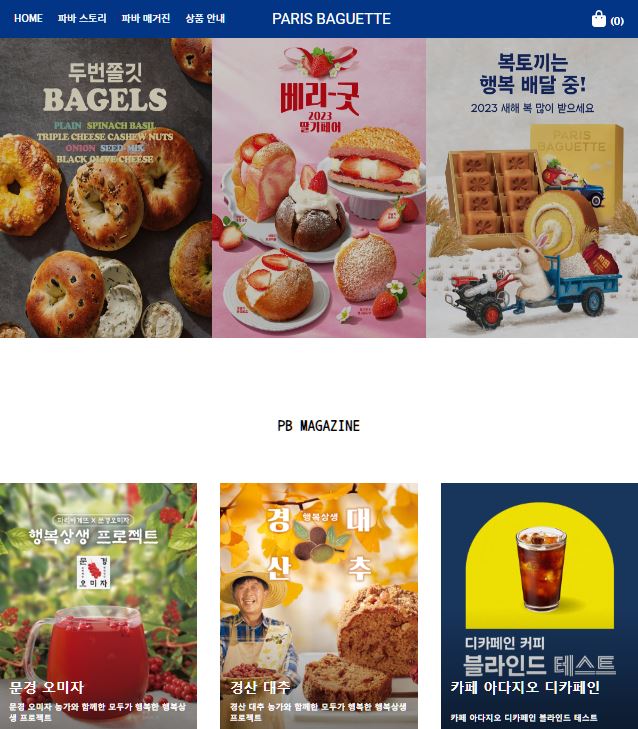 HOME 파바 스토리 파바 매거진 상품 안내 PARIS BAGUETTE (0)
두번쫄깃
BAGELS
PLAIN SPINACH BASIL
TRIPLE CHEESE CASHEW NUTS
ONION SEED-MIX
BLACK OLIVE CHEESE
베리-굿
2023
딸기페어
복토끼는
행복 배달 중!
2023 새해 복 많이 받으세요
PARIS
BAGUETTE
PB MAGAZINE
파리바게뜨 X 문경오미자
행복상생 프로젝트
문경
오미자
문경 오미자
문경 오미자 농가와 함께한 모두가 행복한 행복상
생 프로젝트
경 행복상생 대
산 추
경산 대추
경산 대추 농가와 함께한 모두가 행복한 행복상생
프로젝트
디카페인 커피
블라인드 테스트
카페 아다지오 디카페인
카페 아다지오 디카페인 블라인드 테스트